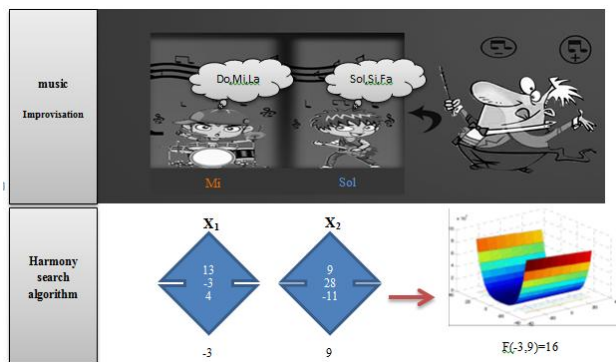 music
Improvisation
Do,Mi,La
Sol,Si,Fa
Mi
Sol
Harmony
search
algorithm
X1
X2
13
-3
4
9
28
-11
-3
9
F(-3,9)=16